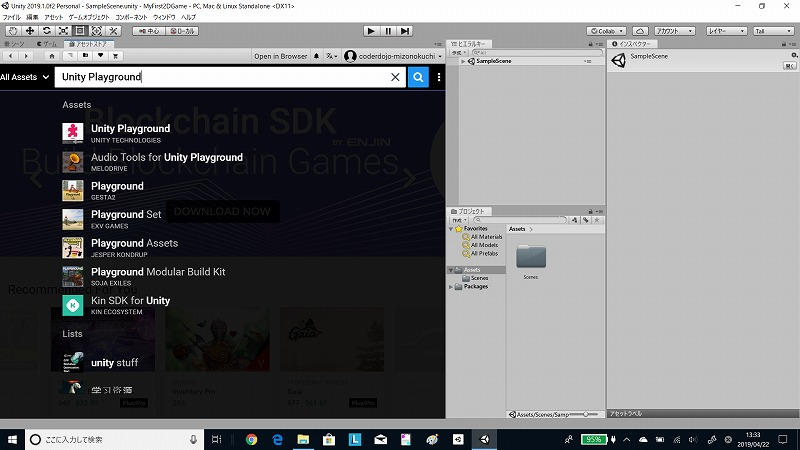 Unity 2019.1.0f2 Personal - SampleScene.unity - MyFirst2DGame - PC, Mac & Linux Standalone <DX11>
ファイル 編集 アセット ゲームオブジェクト コンポーネント ウィンドウ ヘルプ
中心 ローカル Collab アカウント レイヤー Tall
シーン ゲーム アセットストア
Open in Browser coderdojo-mizonokuchi
All Assets Unity Playground
Assets
Unity Playground
UNITY TECHNOLOGIES
Audio Tools for Unity Playground
MELODRIVE
Playground
GESTA2
Playground Set
EXV GAMES
Playground Assets
JESPER KONDRUP
Playground Modular Build Kit
SOJA EXILES
Kin SDK for Unity
KIN ECOSYSTEM
Lists
unity stuff
Blockchain SDK
BY ENJIN
Build Blockchain Games
DOWNLOAD NOW
Recommended For You
Inventory Pro
Gaia
ヒエラルキー
作成
SampleScene
プロジェクト
作成
Favorites
All Materials
All Models
All Prefabs
Assets
Scenes
Packages
Assets
Scenes
Assets/Scenes/Samp
インスペクター
SampleScene
開く
アセットラベル
ここに入力して検索
95%
13:33
2019/04/22